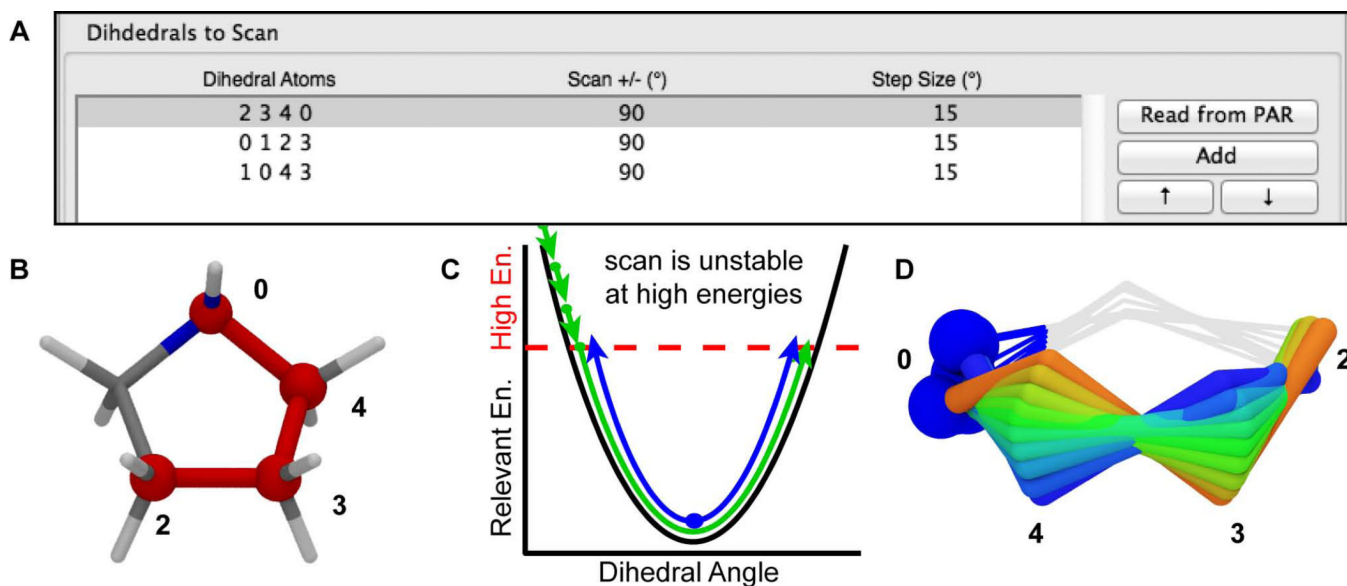 A
Dihdedrals to Scan
Dihedral Atoms Scan +/- (°) Step Size (°)
2 3 4 0 90 15
0 1 2 3 90 15
1 0 4 3 90 15
Read from PAR
Add
↑ ↓
B
0
4
3
2
C
High En.
Relevant En.
scan is unstable
at high energies
Dihedral Angle
D
0
2
4
3